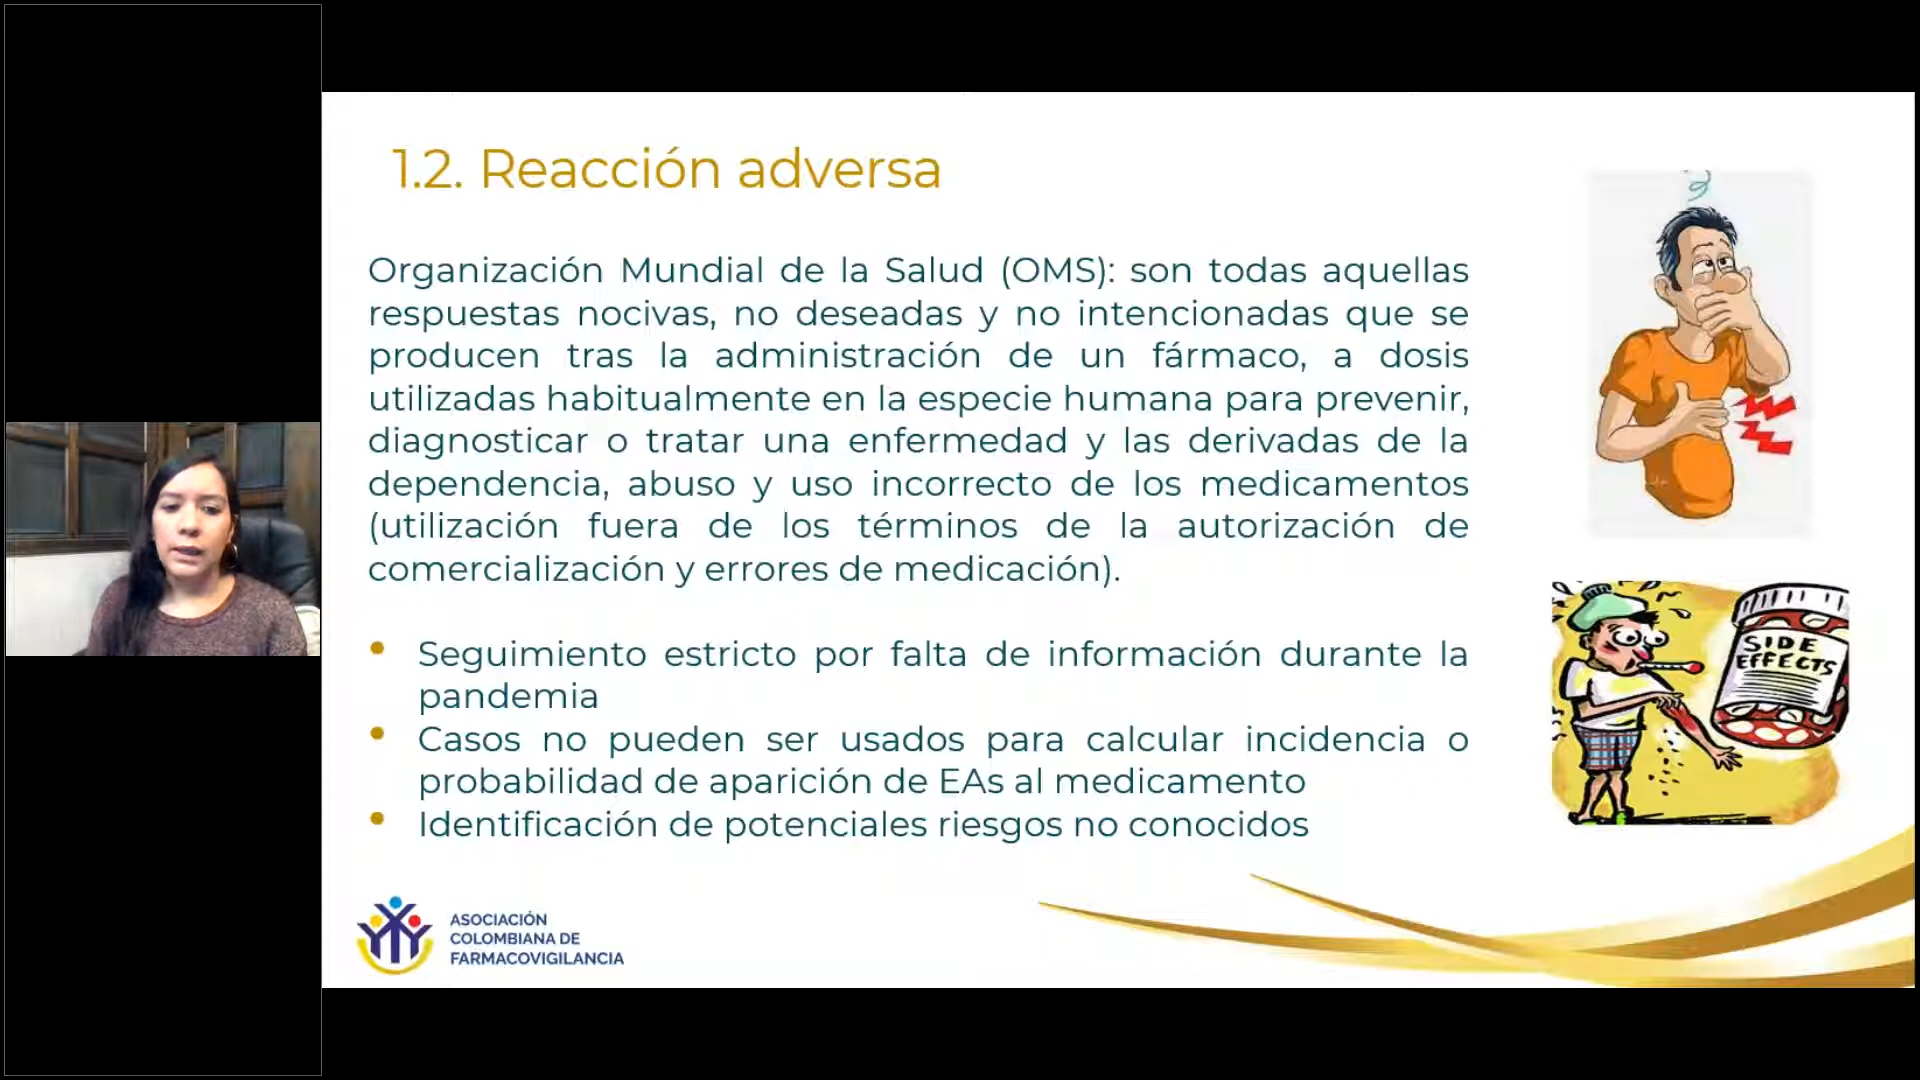 1.2. Reacción adversa
Organización Mundial de la Salud (OMS): son todas aquellas
respuestas nocivas, no deseadas y no intencionadas que se
producen tras la administración de un fármaco, a dosis
utilizadas habitualmente en la especie humana para prevenir,
diagnosticar o tratar una enfermedad y las derivadas de la
dependencia, abuso y uso incorrecto de los medicamentos
(utilización fuera de los términos de la autorización de
comercialización y errores de medicación).
• Seguimiento estricto por falta de información durante la
pandemia
• Casos no pueden ser usados para calcular incidencia o
probabilidad de aparición de EAs al medicamento
• Identificación de potenciales riesgos no conocidos
SIDE
EFFECTS
ASOCIACIÓN
COLOMBIANA DE
FARMACOVIGILANCIA